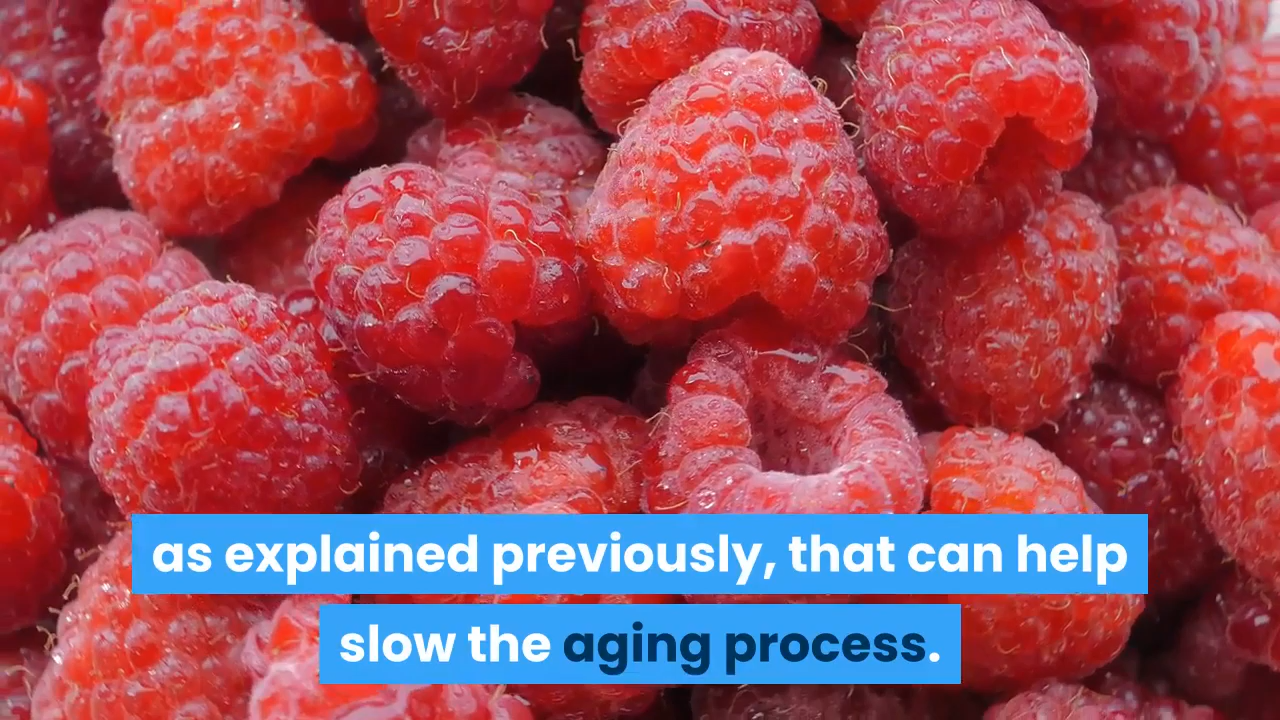 as explained previously, that can help
slow the aging process.